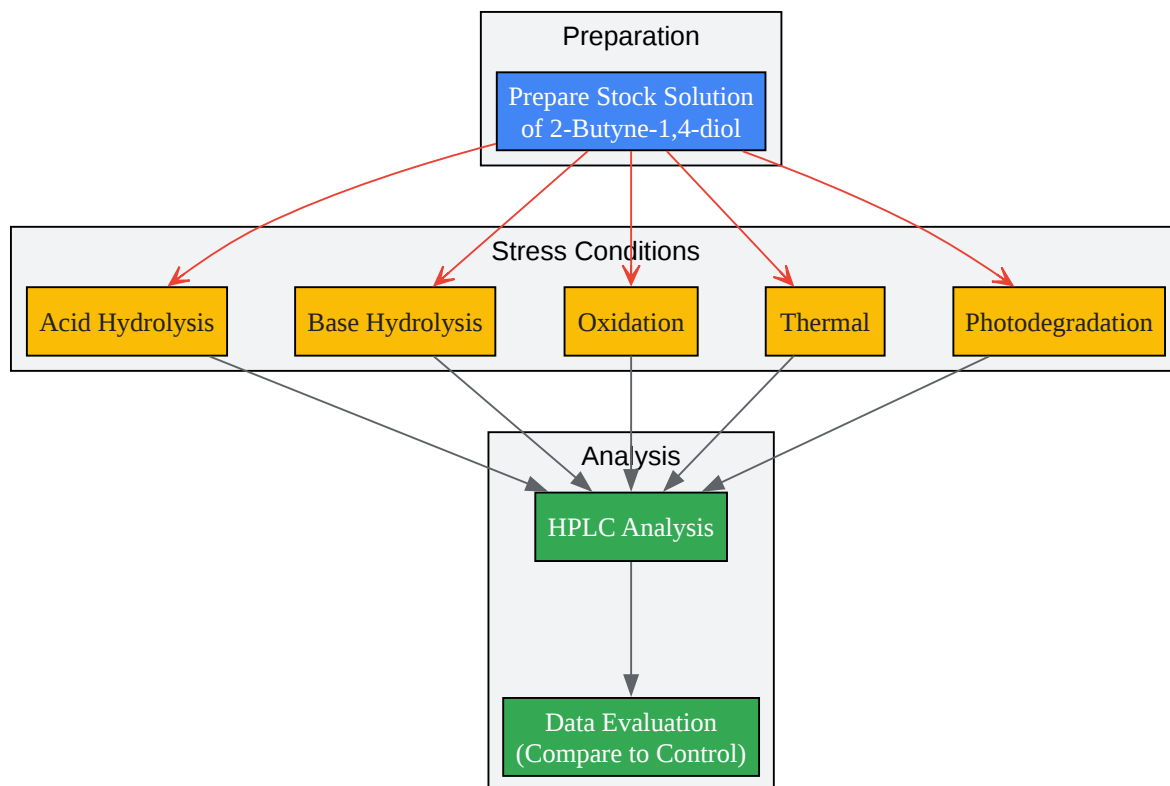 Preparation
Prepare Stock Solution
of 2-Butyne-1,4-diol
Stress Conditions
Acid Hydrolysis
Base Hydrolysis
Oxidation
Thermal
Photodegradation
Analysis
HPLC Analysis
Data Evaluation
(Compare to Control)